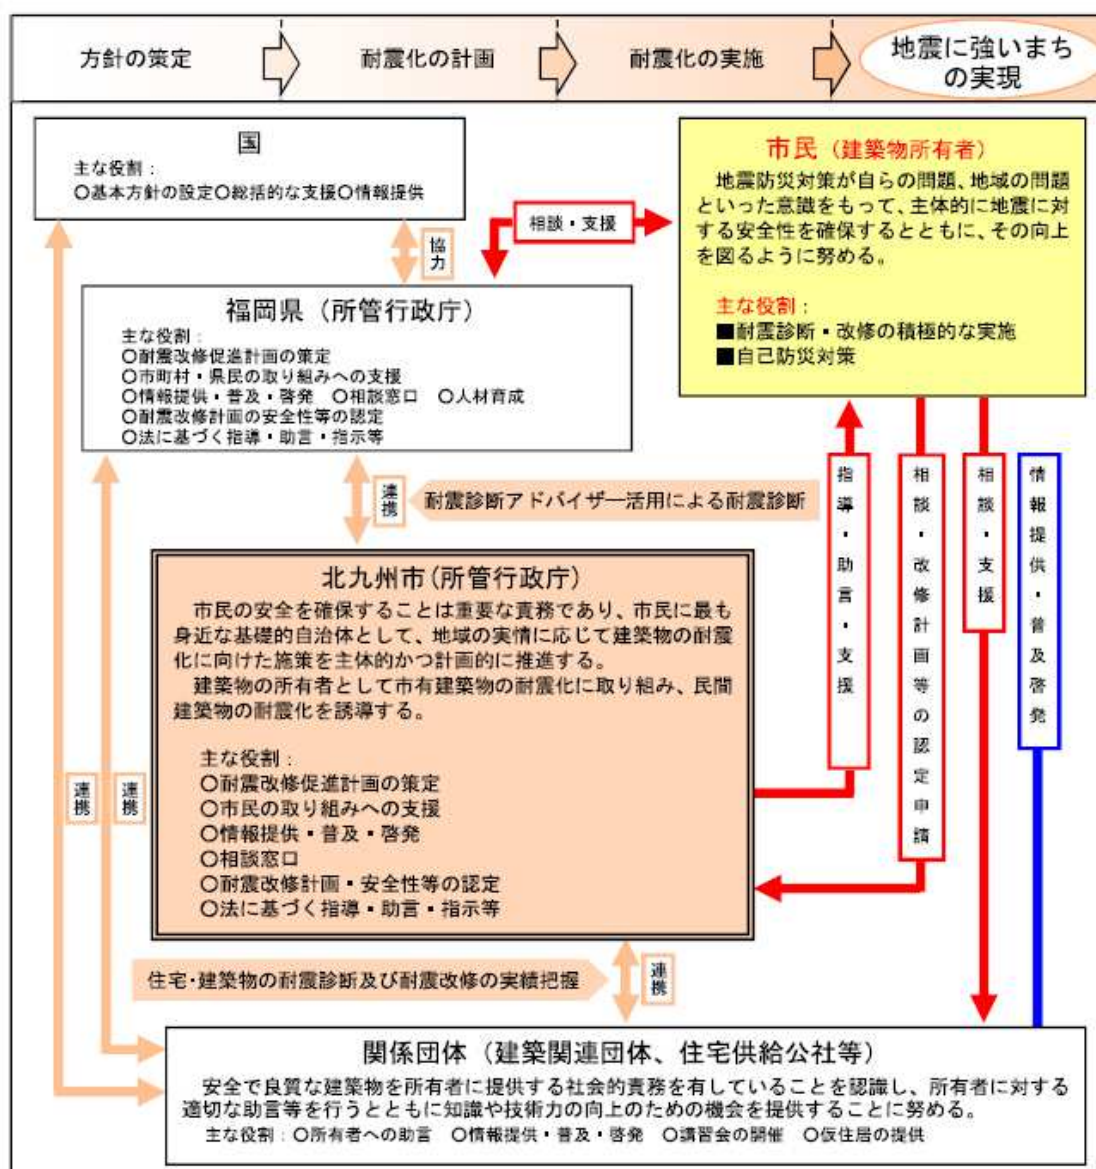 方針の策定
耐震化の計画
耐震化の実施
地震に強いまち
の実現
国
主な役割：
○基本方針の設定○総括的な支援○情報提供
市民（建築物所有者）
地震防災対策が自らの問題、地域の問題
といった意識をもって、主体的に地震に対
する安全性を確保するとともに、その向上
を図るように努める。
主な役割：
■耐震診断・改修の積極的な実施
■自己防災対策
相談・支援
協力
福岡県（所管行政庁）
主な役割：
○耐震改修促進計画の策定
○市町村・県民の取り組みへの支援
○情報提供・普及・啓発　○相談窓口　○人材育成
○耐震改修計画の安全性等の認定
○法に基づく指導・助言・指示等
連携
耐震診断アドバイザー活用による耐震診断
指導・助言・支援
相談・改修計画等の認定申請
相談・支援
情報提供・普及啓発
北九州市(所管行政庁)
市民の安全を確保することは重要な責務であり、市民に最も
身近な基礎的自治体として、地域の実情に応じて建築物の耐震
化に向けた施策を主体的かつ計画的に推進する。
建築物の所有者として市有建築物の耐震化に取り組み、民間
建築物の耐震化を誘導する。
主な役割：
○耐震改修促進計画の策定
○市民の取り組みへの支援
○情報提供・普及・啓発
○相談窓口
○耐震改修計画・安全性等の認定
○法に基づく指導・助言・指示等
連携
連携
住宅・建築物の耐震診断及び耐震改修の実績把握
連携
関係団体（建築関連団体、住宅供給公社等）
安全で良質な建築物を所有者に提供する社会的責務を有していることを認識し、所有者に対する
適切な助言等を行うとともに知識や技術力の向上のための機会を提供することに努める。
主な役割：○所有者への助言　○情報提供・普及・啓発　○講習会の開催　○仮住居の提供